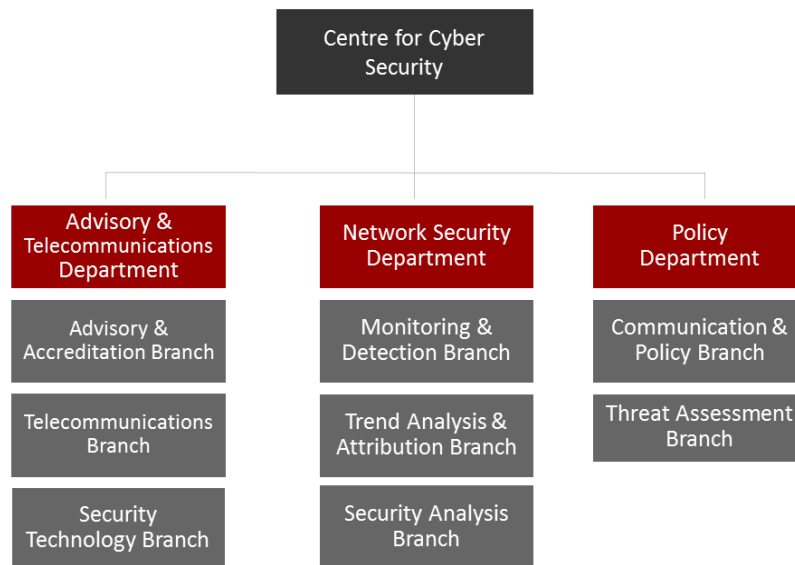 Centre for Cyber
Security
Advisory &
Telecommunications
Department
Network Security
Department
Policy
Department
Advisory &
Accreditation Branch
Monitoring &
Detection Branch
Communication &
Policy Branch
Telecommunications
Branch
Trend Analysis &
Attribution Branch
Threat Assessment
Branch
Security
Technology Branch
Security Analysis
Branch